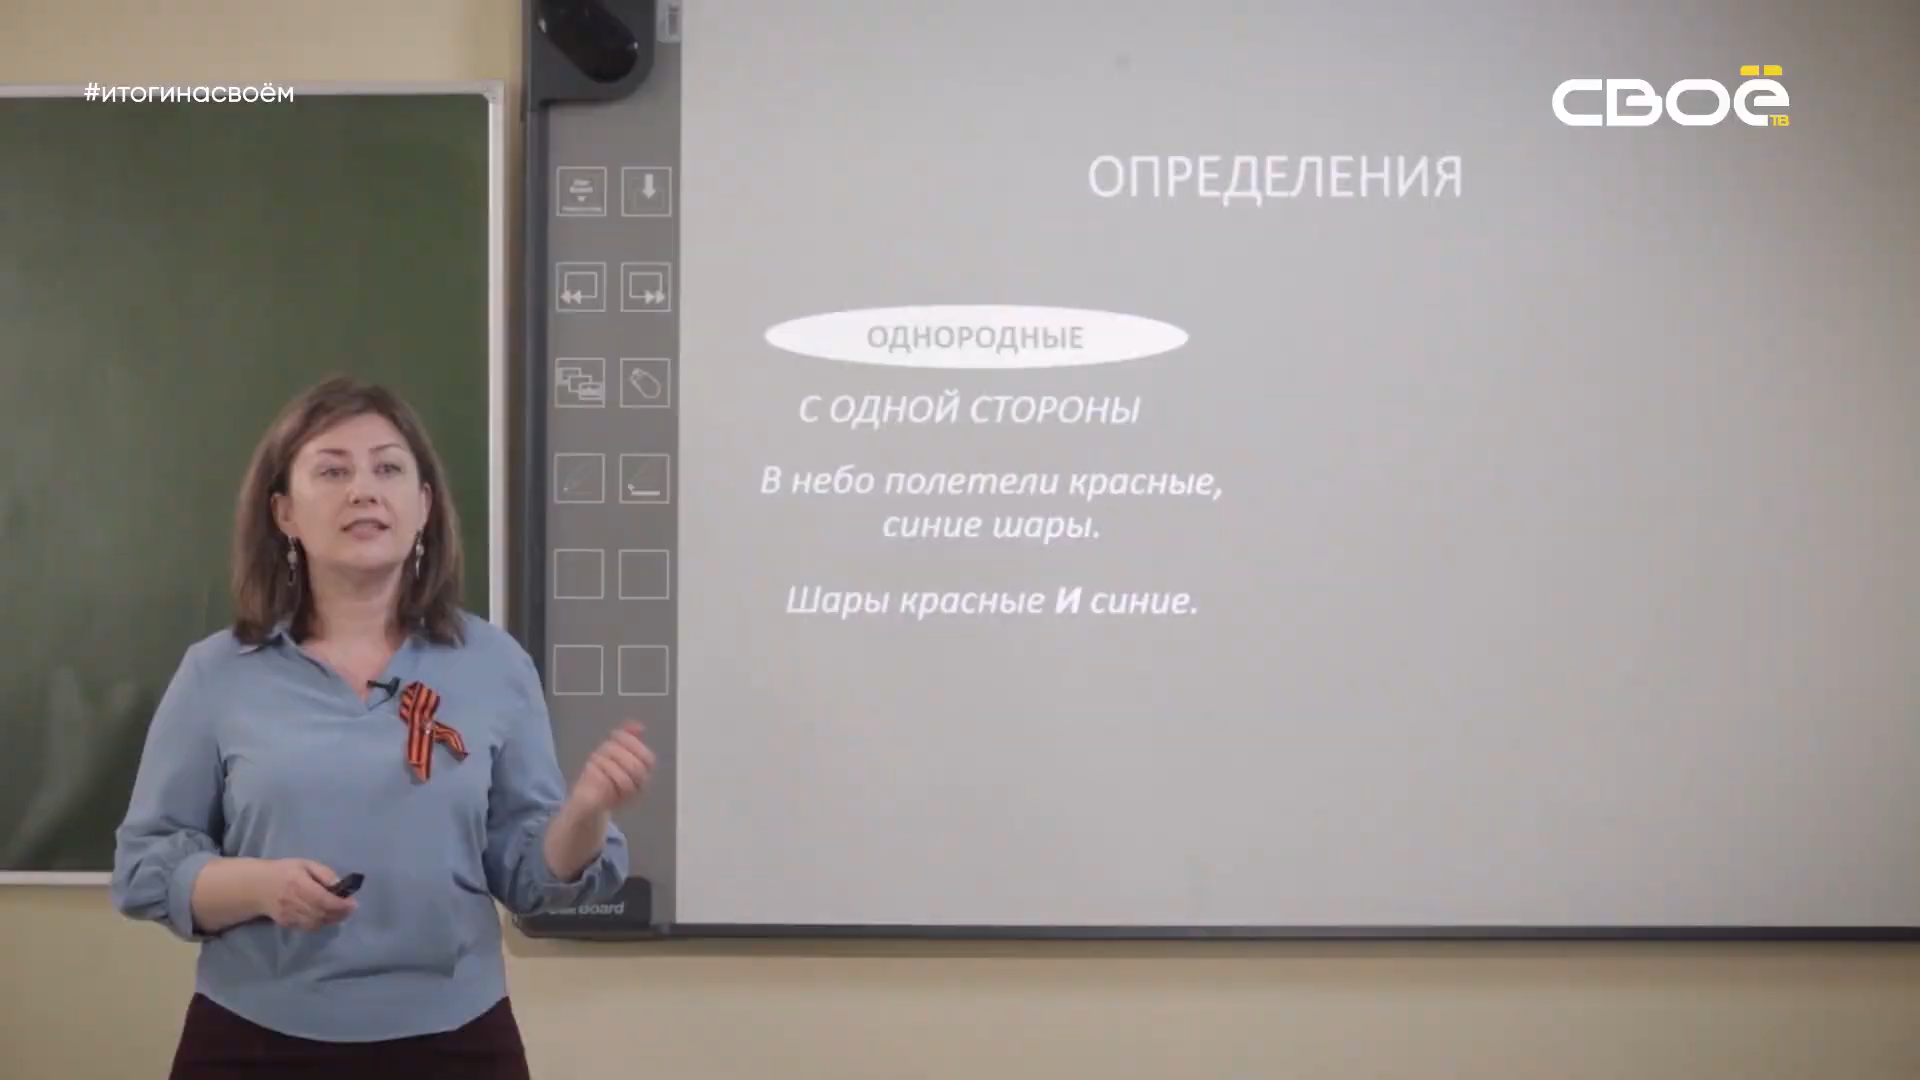 #итогинасвоём
СВОЁ
ТВ
ОПРЕДЕЛЕНИЯ
ОДНОРОДНЫЕ
С ОДНОЙ СТОРОНЫ
В небо полетели красные,
синие шары.
Шары красные И синие.